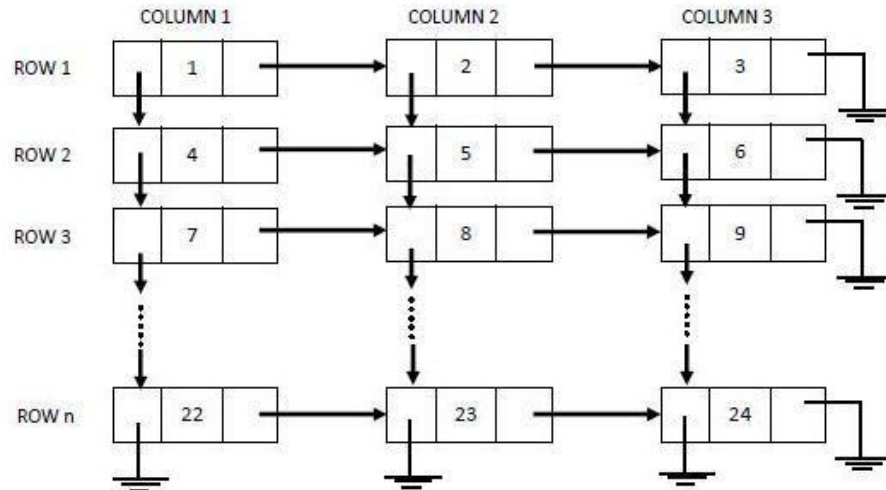 COLUMN 1 COLUMN 2 COLUMN 3
ROW 1 1 2 3
ROW 2 4 5 6
ROW 3 7 8 9
ROW n 22 23 24